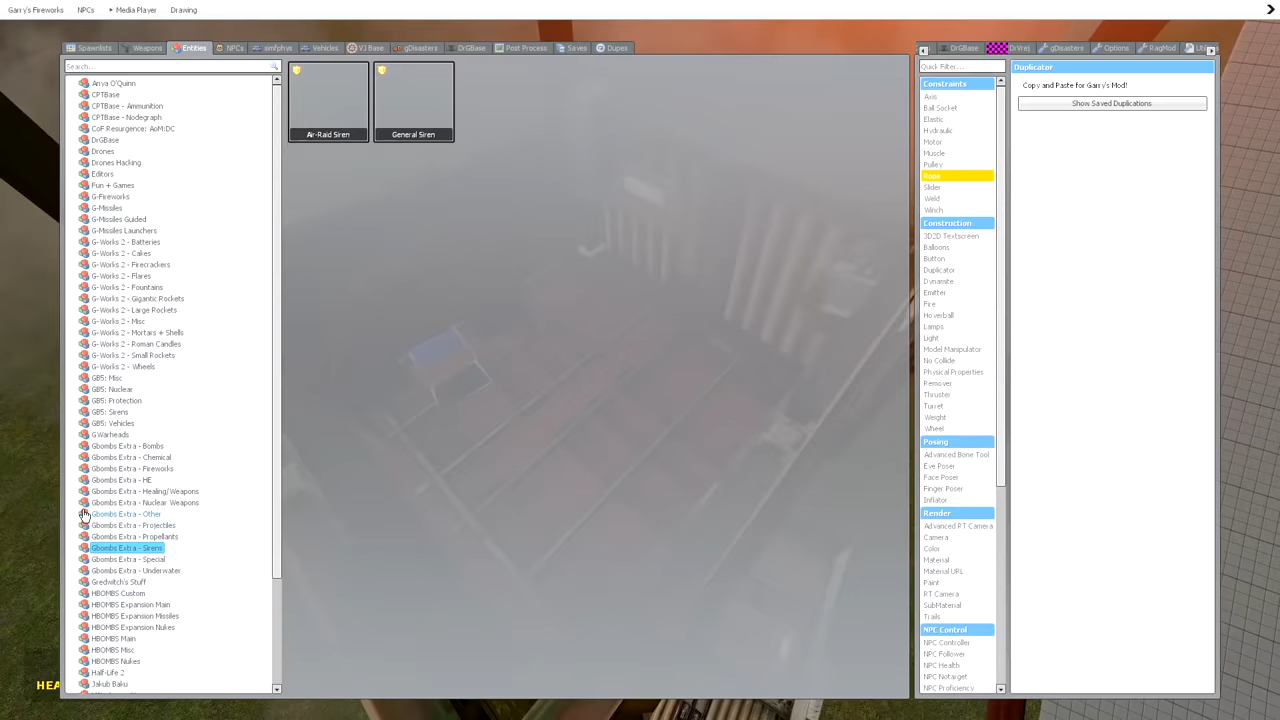 Garry's Fireworks NPCs Media Player Drawing
Spawnlists Weapons Entities NPCs simfphys Vehicles VJ Base gDisasters DrGBase Post Process Saves Dupes
DrGBase DrVrej gDisasters Options RagMod
Search...
Anya O'Quinn
CPTBase
CPTBase - Ammunition
CPTBase - Nodegraph
CoF Resurgence: AoM:DC
DrGBase
Drones
Drones Hacking
Editors
Fun + Games
G-Fireworks
G-Missiles
G-Missiles Guided
G-Missiles Launchers
G-Works 2 - Batteries
G-Works 2 - Cakes
G-Works 2 - Firecrackers
G-Works 2 - Flares
G-Works 2 - Fountains
G-Works 2 - Gigantic Rockets
G-Works 2 - Large Rockets
G-Works 2 - Misc
G-Works 2 - Mortars + Shells
G-Works 2 - Roman Candles
G-Works 2 - Small Rockets
G-Works 2 - Wheels
GB5: Misc
GB5: Nuclear
GB5: Protection
GB5: Sirens
GB5: Vehicles
GWarheads
Gbombs Extra - Bombs
Gbombs Extra - Chemical
Gbombs Extra - Fireworks
Gbombs Extra - HE
Gbombs Extra - Healing/Weapons
Gbombs Extra - Nuclear Weapons
Gbombs Extra - Other
Gbombs Extra - Projectiles
Gbombs Extra - Propellants
Gbombs Extra - Sirens
Gbombs Extra - Special
Gbombs Extra - Underwater
Gredwitch's Stuff
HBOMBS Custom
HBOMBS Expansion Main
HBOMBS Expansion Missiles
HBOMBS Expansion Nukes
HBOMBS Main
HBOMBS Misc
HBOMBS Nukes
Half-Life 2
Jakub Baku
HEA
Air-Raid Siren
General Siren
Quick Filter...
Constraints
Axis
Ball Socket
Elastic
Hydraulic
Motor
Muscle
Pulley
Rope
Slider
Weld
Winch
Construction
3D2D Textscreen
Balloons
Button
Duplicator
Dynamite
Emitter
Fire
Hoverball
Lamps
Light
Model Manipulator
No Collide
Physical Properties
Remover
Thruster
Turret
Weight
Wheel
Posing
Advanced Bone Tool
Eye Poser
Face Poser
Finger Poser
Inflator
Render
Advanced RT Camera
Camera
Color
Material
Material URL
Paint
RT Camera
SubMaterial
Trails
NPC Control
NPC Controller
NPC Follower
NPC Health
NPC Notarget
NPC Proficiency
Duplicator
Copy and Paste for Garry's Mod!
Show Saved Duplications